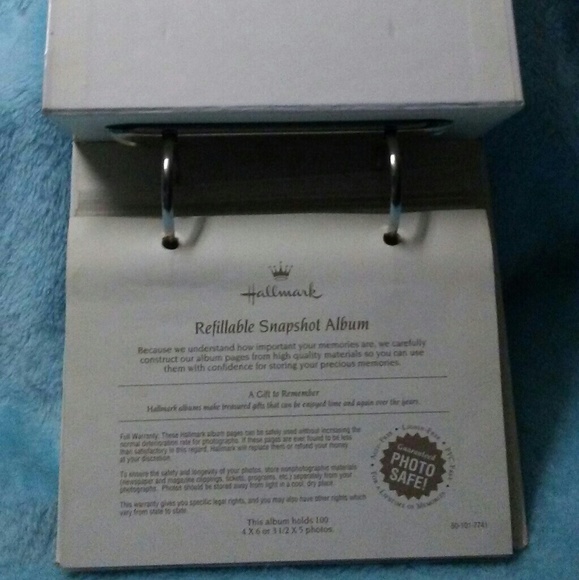 Hallmark
Refillable Snapshot Album
Because we understand how important your memories are, we carefully
construct our album pages from high quality materials so you can use
them with confidence for storing your precious memories.
A Gift to Remember
Hallmark albums make treasured gifts that can be enjoyed time and again over the years.
Full Warranty: These Hallmark album pages can be safely used without increasing the
normal deterioration rate for photographs. If these pages are ever found to be less
than satisfactory in this regard, Hallmark will replace them or refund your money
at your discretion.
To ensure the safety and longevity of your photos, store nonphotographic materials
(newspaper and magazine clippings, tickets, programs, etc.) separately from your
photographs. Photos should be stored away from light in a cool, dry place.
This warranty gives you specific legal rights, and you may also have other rights which
vary from state to state.
Guaranteed
PHOTO
SAFE!
This album holds 100
4 X 6 or 3 1/2 X 5 photos.